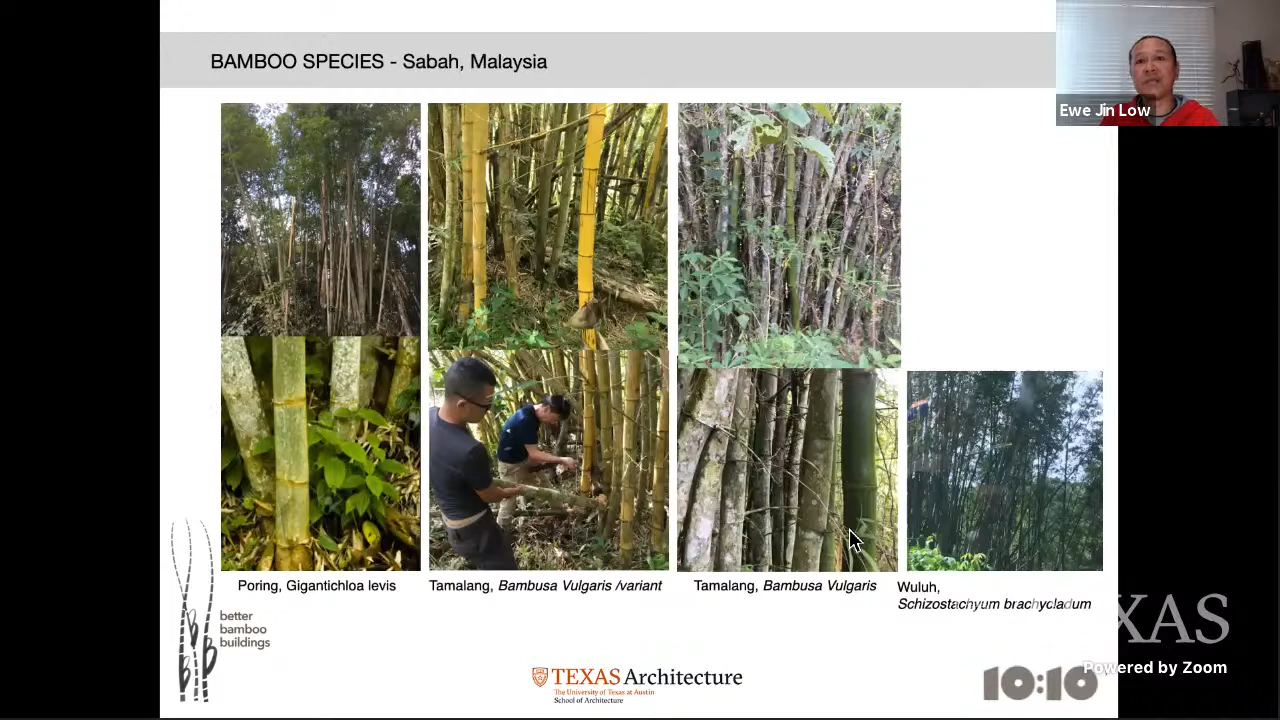 BAMBOO SPECIES - Sabah, Malaysia
Ewe Jin Low
Poring, Gigantichloa levis
Tamalang, Bambusa Vulgaris /variant
Tamalang, Bambusa Vulgaris
Wuluh,
Schizostachyum brachycladum
better
bamboo
buildings
BB
TEXAS Architecture
The University of Texas at Austin
School of Architecture
10:10
XAS
Powered by Zoom